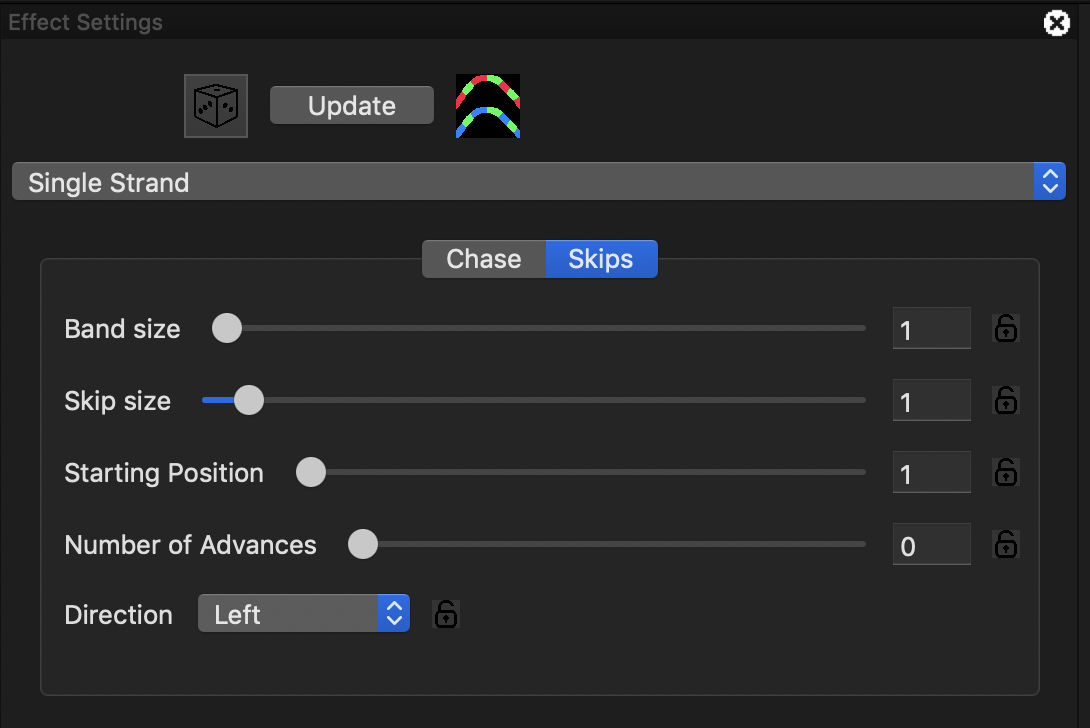 Effect Settings
Update
Single Strand
Chase Skips
Band size 1
Skip size 1
Starting Position 1
Number of Advances 0
Direction Left